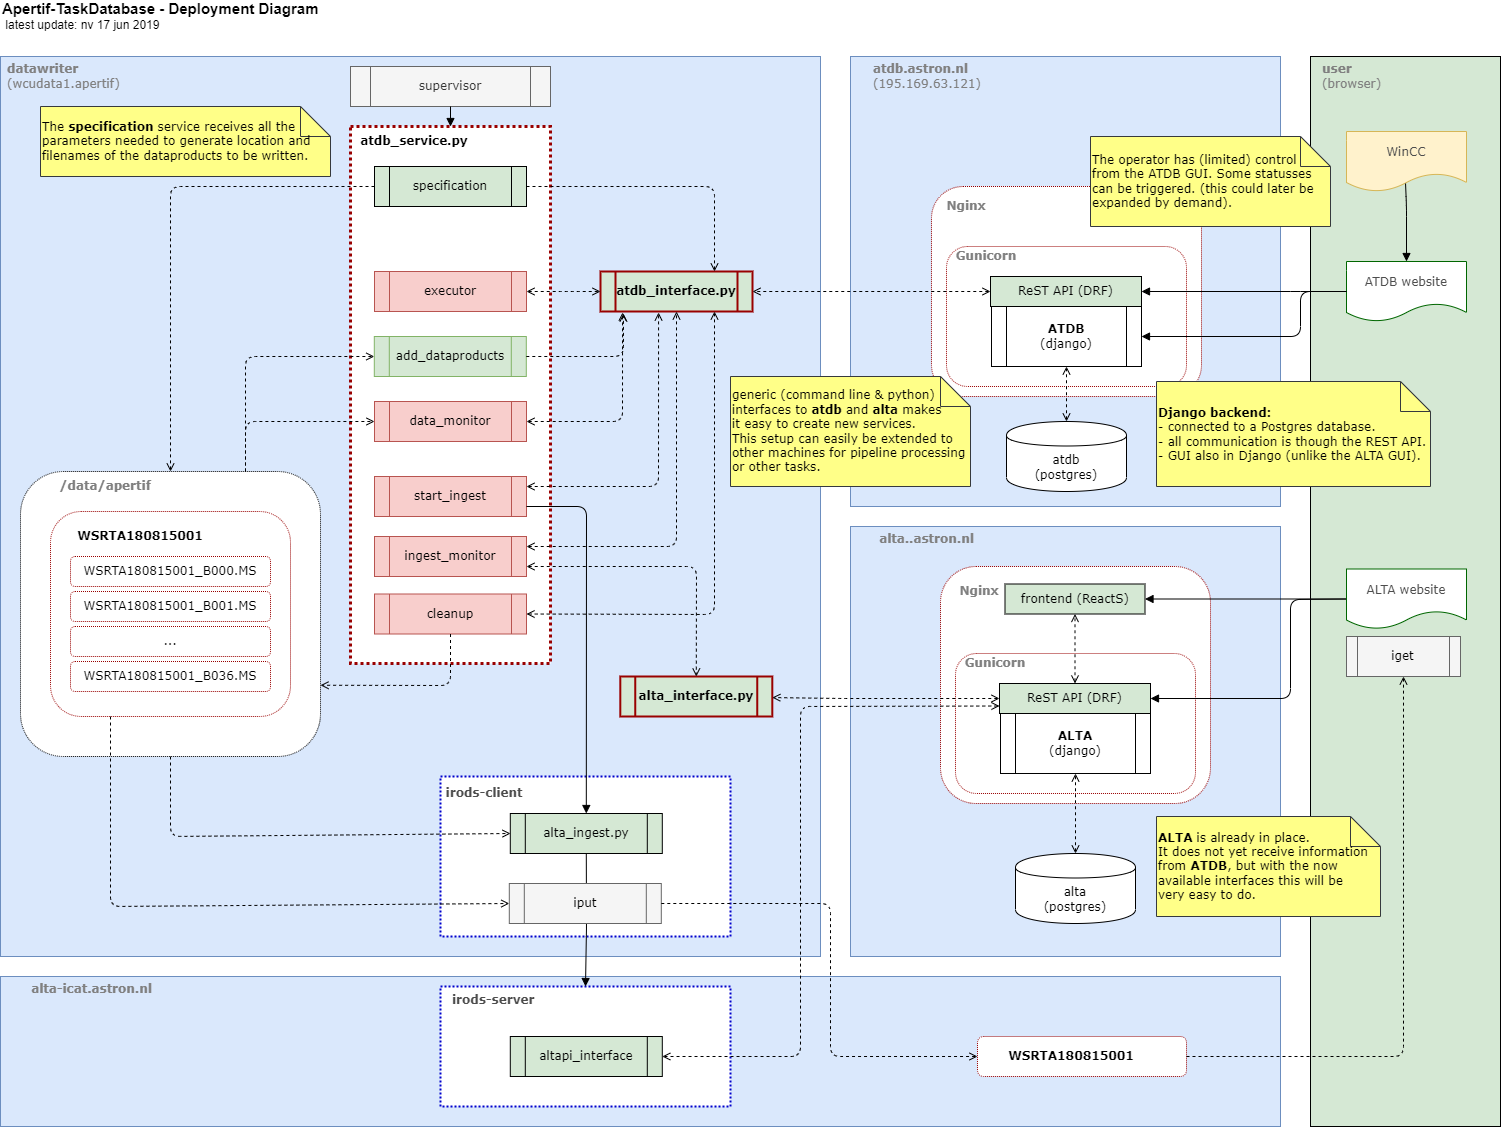 Apertif-TaskDatabase - Deployment Diagram
latest update: nv 17 jun 2019
datawriter
(wcudata1.apertif)
supervisor
The specification service receives all the
parameters needed to generate location and
filenames of the dataproducts to be written.
atdb_service.py
specification
executor
add_dataproducts
data_monitor
start_ingest
ingest_monitor
cleanup
atdb_interface.py
alta_interface.py
/data/apertif
WSRTA180815001
WSRTA180815001_B000.MS
WSRTA180815001_B001.MS
...
WSRTA180815001_B036.MS
irods-client
alta_ingest.py
iput
generic (command line & python)
interfaces to atdb and alta makes
it easy to create new services.
This setup can easily be extended to
other machines for pipeline processing
or other tasks.
atdb.astron.nl
(195.169.63.121)
The operator has (limited) control
from the ATDB GUI. Some statusses
can be triggered. (this could later be
expanded by demand).
Nginx
Gunicorn
ReST API (DRF)
ATDB
(django)
atdb
(postgres)
Django backend:
- connected to a Postgres database.
- all communication is though the REST API.
- GUI also in Django (unlike the ALTA GUI).
alta..astron.nl
Nginx
frontend (ReactS)
Gunicorn
ReST API (DRF)
ALTA
(django)
alta
(postgres)
ALTA is already in place.
It does not yet receive information
from ATDB, but with the now
available interfaces this will be
very easy to do.
user
(browser)
WinCC
ATDB website
ALTA website
iget
alta-icat.astron.nl
irods-server
altapi_interface
WSRTA180815001